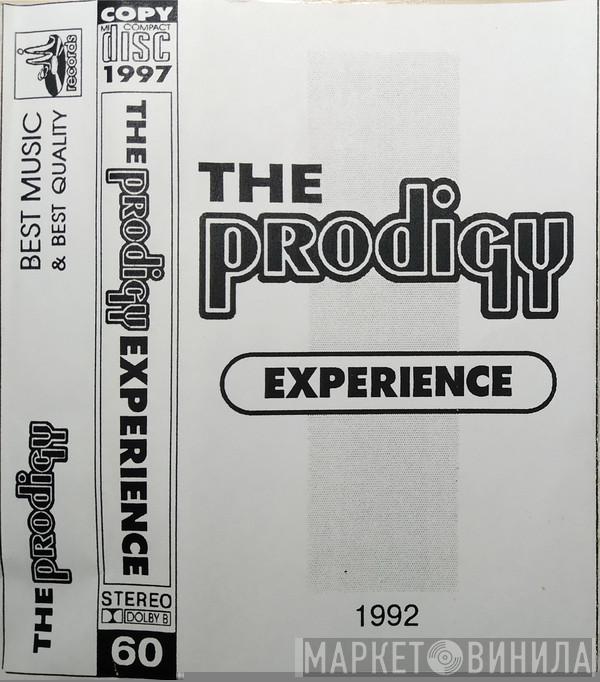 records
BEST MUSIC
& BEST QUALITY
THE PRODIGY
COPY
COMPACT
disc
1997
THE PRODIGY EXPERIENCE
STEREO
DOLBY B
60
THE
PRODIGY
EXPERIENCE
1992
МАРКЕТ ВИНИЛА